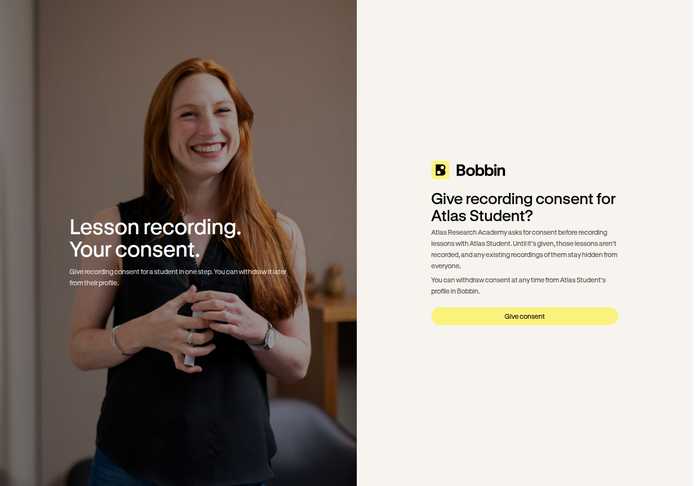 Lesson recording.
Your consent.
Give recording consent for a student in one step. You can withdraw it later
from their profile.
Bobbin
Give recording consent for
Atlas Student?
Atlas Research Academy asks for consent before recording
lessons with Atlas Student. Until it's given, those lessons aren't
recorded, and any existing recordings of them stay hidden from
everyone.
You can withdraw consent at any time from Atlas Student's
profile in Bobbin.
Give consent